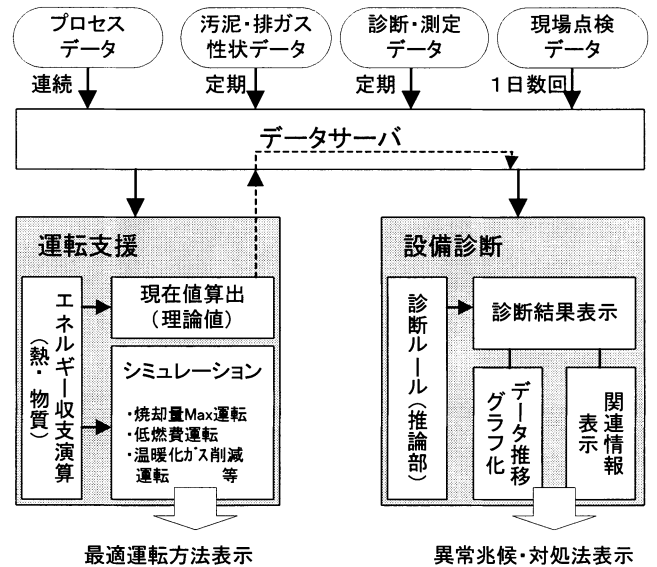 プロセス
データ
汚泥・排ガス
性状データ
診断・測定
データ
現場点検
データ
連続
定期
定期
1日数回
データサーバ
運転支援
エネルギー収支演算
(熱・物質)
現在値算出
(理論値)
シミュレーション
・焼却量Max運転
・低燃費運転
・温暖化ガス削減
運転 等
最適運転方法表示
設備診断
診断ルール(推論部)
診断結果表示
データ推移
グラフ化
関連情報
表示
異常兆候・対処法表示